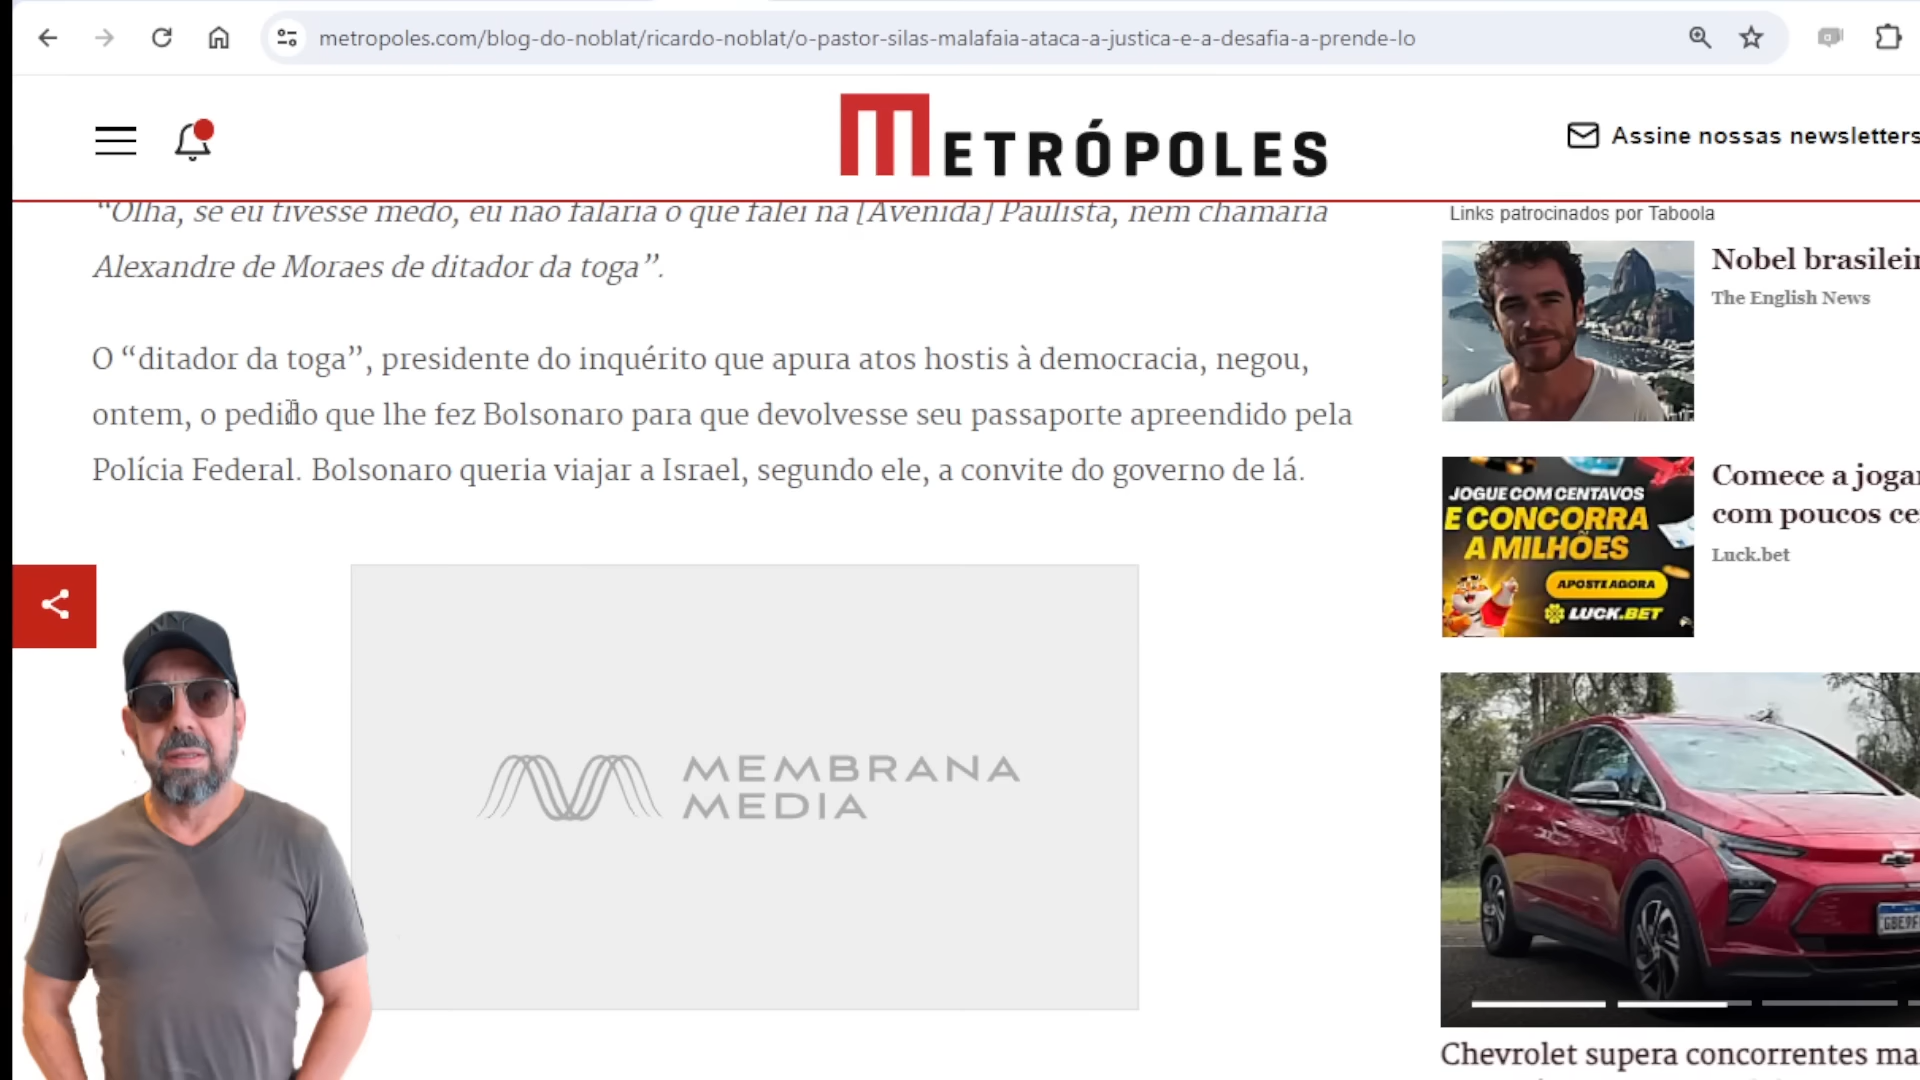 metropoles.com/blog-do-noblat/ricardo-noblat/o-pastor-silas-malafaia-ataca-a-justica-e-a-desafia-a-prende-lo
METRÓPOLES
Assine nossas newsletters
“Olha, se eu tivesse medo, eu não falaria o que falei na [Avenida] Paulista, nem chamaria
Alexandre de Moraes de ditador da toga”.
O “ditador da toga”, presidente do inquérito que apura atos hostis à democracia, negou,
ontem, o pedido que lhe fez Bolsonaro para que devolvesse seu passaporte apreendido pela
Polícia Federal. Bolsonaro queria viajar a Israel, segundo ele, a convite do governo de lá.
MEMBRANA
MEDIA
NY
Links patrocinados por Taboola
Nobel brasilei
The English News
JOGUE COM CENTAVOS
E CONCORRA
A MILHÕES
APOSTE AGORA
LUCK.BET
Comece a joga
com poucos ce
Luck.bet
Chevrolet supera concorrentes ma